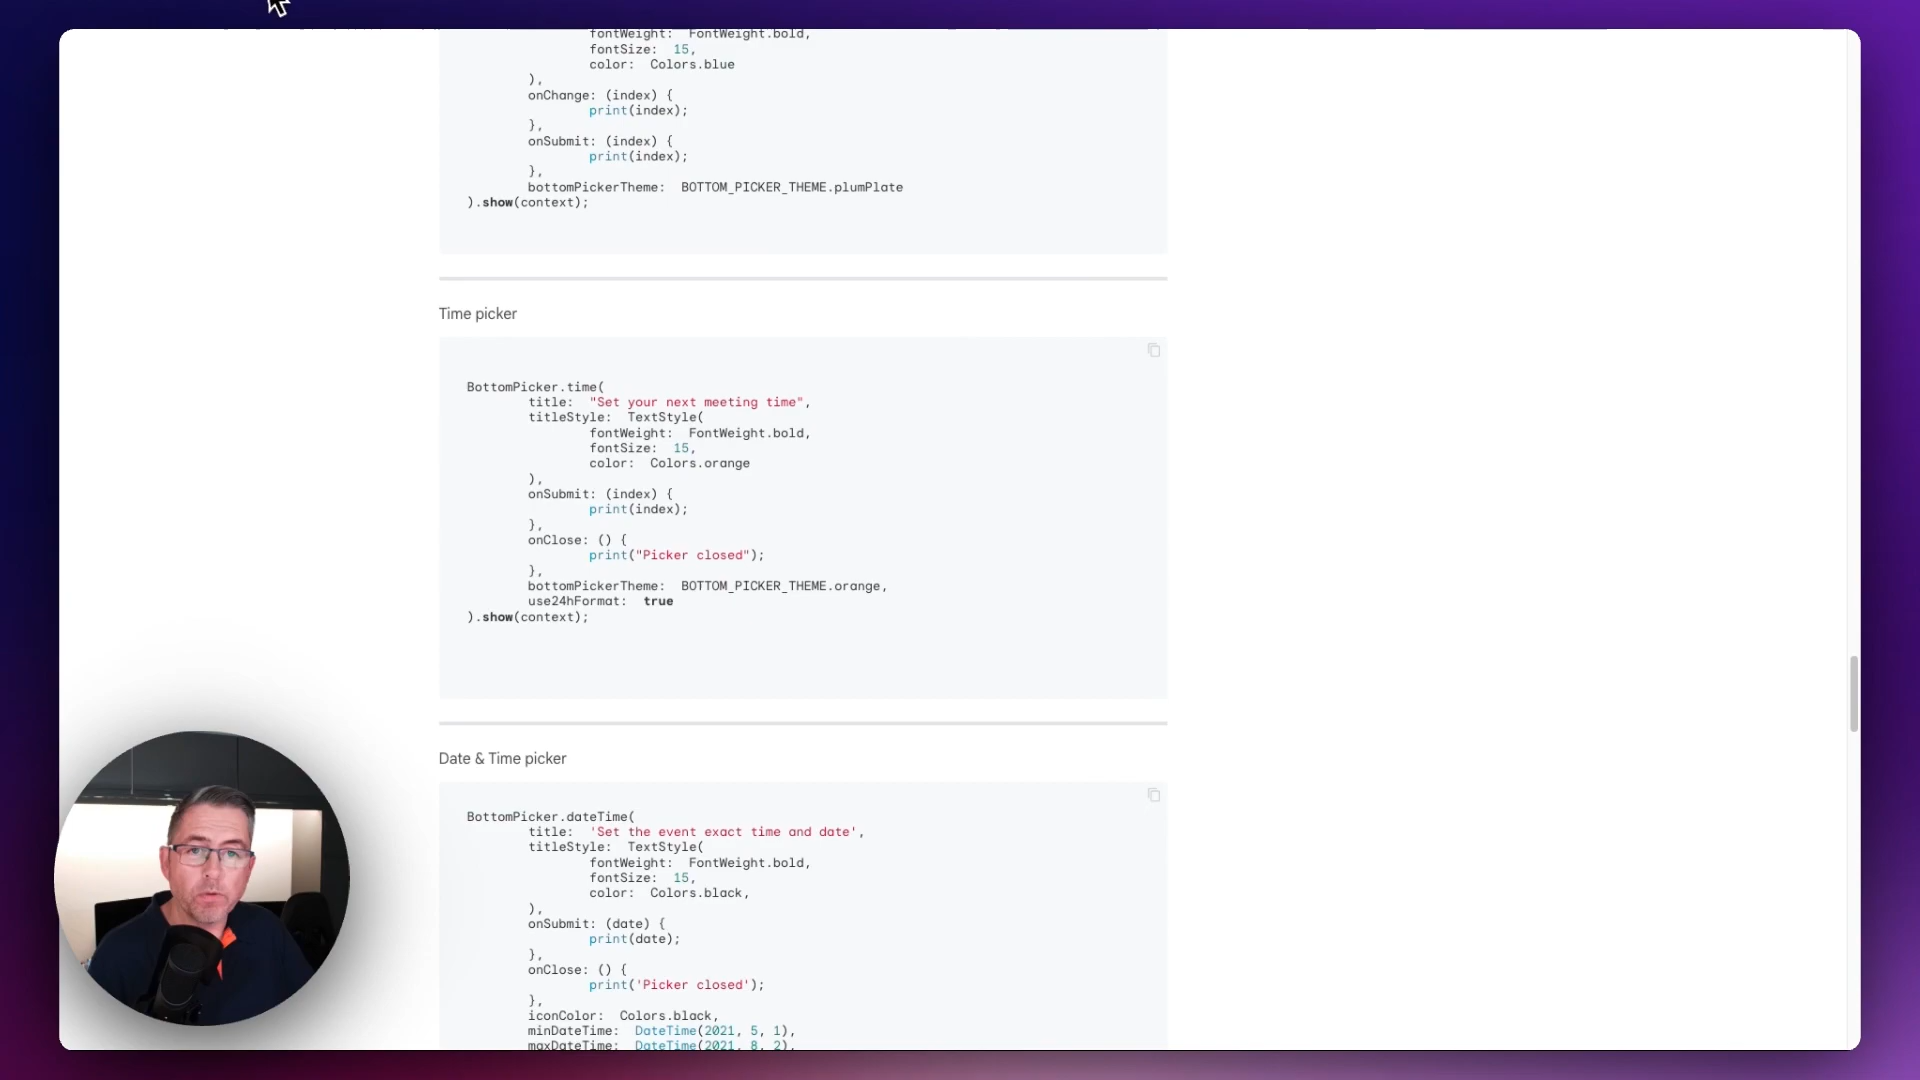 fontWeight:  FontWeight.bold,
fontSize:  15,
color:  Colors.blue
),
onChange: (index) {
print(index);
},
onSubmit: (index) {
print(index);
},
bottomPickerTheme:  BOTTOM_PICKER_THEME.plumPlate
).show(context);
Time picker
BottomPicker.time(
title:  "Set your next meeting time",
titleStyle:  TextStyle(
fontWeight:  FontWeight.bold,
fontSize:  15,
color:  Colors.orange
),
onSubmit: (index) {
print(index);
},
onClose: () {
print("Picker closed");
},
bottomPickerTheme:  BOTTOM_PICKER_THEME.orange,
use24hFormat:  true
).show(context);
Date & Time picker
BottomPicker.dateTime(
title:  'Set the event exact time and date',
titleStyle:  TextStyle(
fontWeight:  FontWeight.bold,
fontSize:  15,
color:  Colors.black,
),
onSubmit: (date) {
print(date);
},
onClose: () {
print('Picker closed');
},
iconColor:  Colors.black,
minDateTime:  DateTime(2021, 5, 1),
maxDateTime:  DateTime(2021, 8, 2),